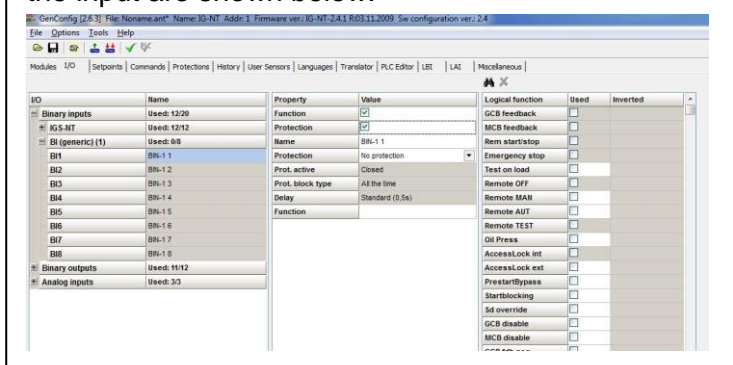 the input are shown below:
GenConfig [2.6.3] File: Noname.ant* Name: IG-NT Addr: 1 Firmware ver.: IG-NT-2.4.1 R:03.11.2009 Sw configuration ver.: 2.4
File Options Tools Help
Modules I/O Setpoints Commands Protections History User Sensors Languages Translator PLC Editor LBI LAI Miscellaneous
I/O Name Property Value Logical function Used Inverted
Binary inputs Used: 12/20 Function GCB feedback
IGS-NT Used: 12/12 Protection MCB feedback
BI (generic) (1) Used: 0/8 Name BIN-1 1 Rem start/stop
BI1 BIN-1 1 Protection No protection Emergency stop
BI2 BIN-1 2 Prot. active Closed Test on load
BI3 BIN-1 3 Prot. block type All the time Remote OFF
BI4 BIN-1 4 Delay Standard (0,5s) Remote MAN
BI5 BIN-1 5 Function Remote AUT
BI6 BIN-1 6 Remote TEST
BI7 BIN-1 7 Oil Press
BI8 BIN-1 8 AccessLock int
Binary outputs Used: 11/12 AccessLock ext
Analog inputs Used: 3/3 PrestartBypass
Startblocking
Sd override
GCB disable
MCB disable